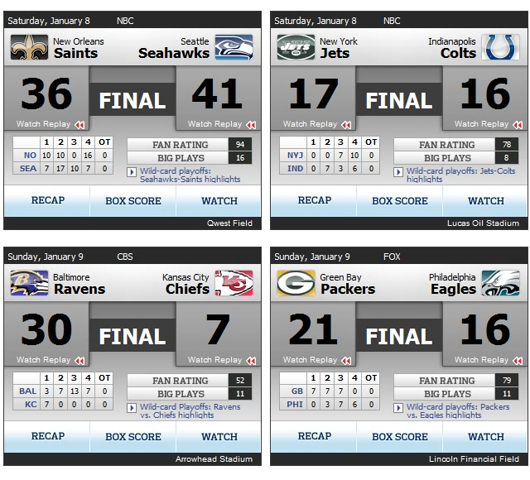 Saturday, January 8 NBC
New Orleans Saints
Seattle Seahawks
36 FINAL 41
Watch Replay Watch Replay
1 2 3 4 OT
NO 10 10 0 16 0
SEA 7 17 10 7 0
FAN RATING 94
BIG PLAYS 16
Wild-card playoffs:
Seahawks-Saints highlights
RECAP BOX SCORE WATCH
Qwest Field
Saturday, January 8 NBC
New York Jets
Indianapolis Colts
17 FINAL 16
Watch Replay Watch Replay
1 2 3 4 OT
NYJ 0 0 7 10 0
IND 0 7 3 6 0
FAN RATING 78
BIG PLAYS 8
Wild-card playoffs: Jets-Colts
highlights
RECAP BOX SCORE WATCH
Lucas Oil Stadium
Sunday, January 9 CBS
Baltimore Ravens
Kansas City Chiefs
30 FINAL 7
Watch Replay Watch Replay
1 2 3 4 OT
BAL 3 7 13 7 0
KC 7 0 0 0 0
FAN RATING 52
BIG PLAYS 11
Wild-card Playoffs: Ravens
vs. Chiefs highlights
RECAP BOX SCORE WATCH
Arrowhead Stadium
Sunday, January 9 FOX
Green Bay Packers
Philadelphia Eagles
21 FINAL 16
Watch Replay Watch Replay
1 2 3 4 OT
GB 7 7 7 0 0
PHI 0 3 7 6 0
FAN RATING 79
BIG PLAYS 11
Wild-card Playoffs: Packers
vs. Eagles highlights
RECAP BOX SCORE WATCH
Lincoln Financial Field